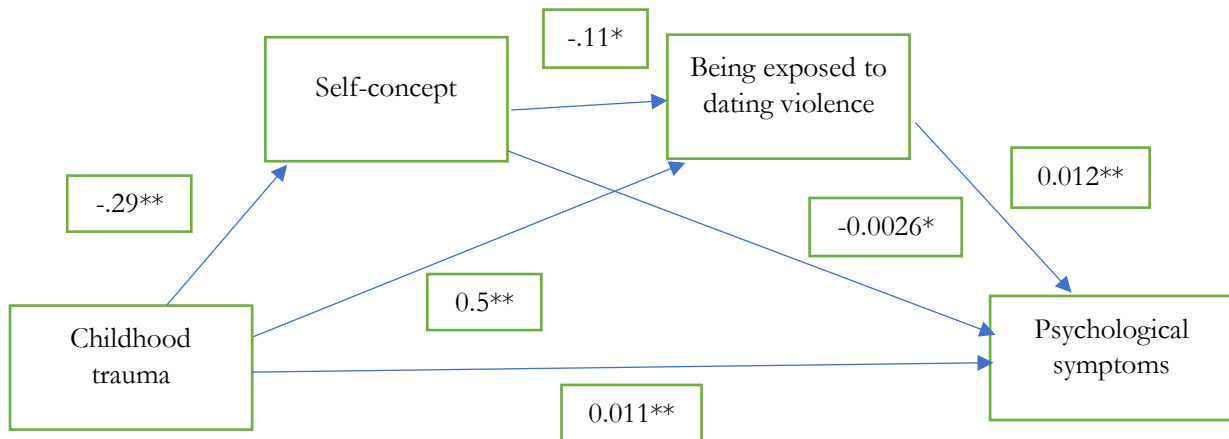 -.11*
Self-concept
Being exposed to
dating violence
-.29**
0.012**
-0.0026*
0.5**
Childhood
trauma
Psychological
symptoms
0.011**